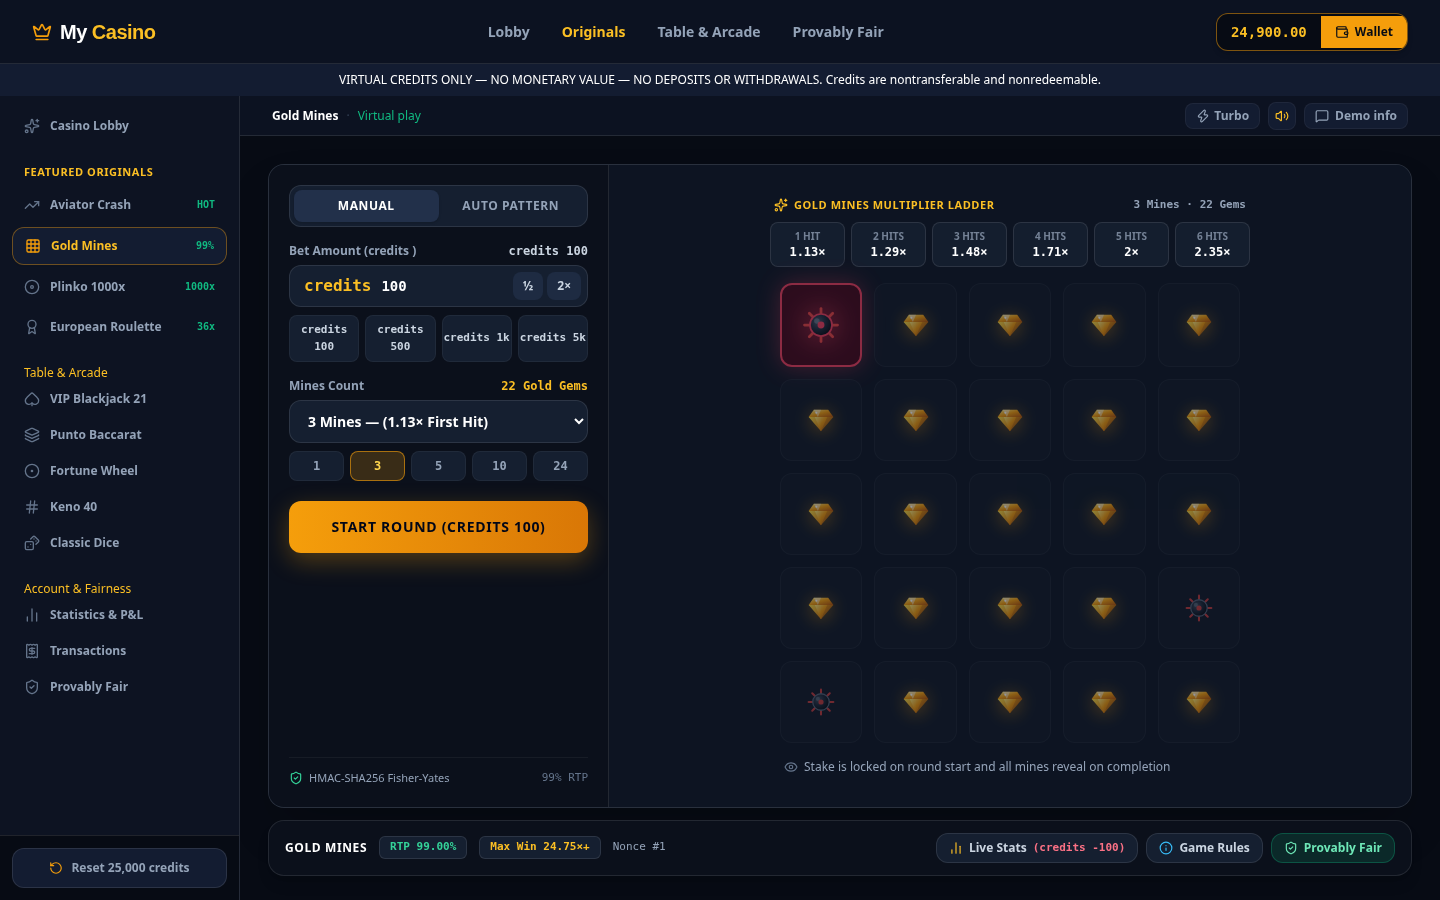 My Casino
Lobby
Originals
Table & Arcade
Provably Fair
24,900.00
Wallet
VIRTUAL CREDITS ONLY — NO MONETARY VALUE — NO DEPOSITS OR WITHDRAWALS. Credits are nontransferable and nonredeemable.
Casino Lobby
FEATURED ORIGINALS
Aviator Crash HOT
Gold Mines 99%
Plinko 1000x 1000x
European Roulette 36x
Table & Arcade
VIP Blackjack 21
Punto Baccarat
Fortune Wheel
Keno 40
Classic Dice
Account & Fairness
Statistics & P&L
Transactions
Provably Fair
Reset 25,000 credits
Gold Mines · Virtual play
Turbo
Demo info
MANUAL
AUTO PATTERN
Bet Amount (credits ) credits 100
credits 100 ½ 2×
credits 100
credits 500
credits 1k
credits 5k
Mines Count 22 Gold Gems
3 Mines — (1.13× First Hit)
1 3 5 10 24
START ROUND (CREDITS 100)
HMAC-SHA256 Fisher-Yates 99% RTP
GOLD MINES MULTIPLIER LADDER
3 Mines · 22 Gems
1 HIT 2 HITS 3 HITS 4 HITS 5 HITS 6 HITS
1.13× 1.29× 1.48× 1.71× 2× 2.35×
Stake is locked on round start and all mines reveal on completion
GOLD MINES
RTP 99.00%
Max Win 24.75×+
Nonce #1
Live Stats (credits -100)
Game Rules
Provably Fair